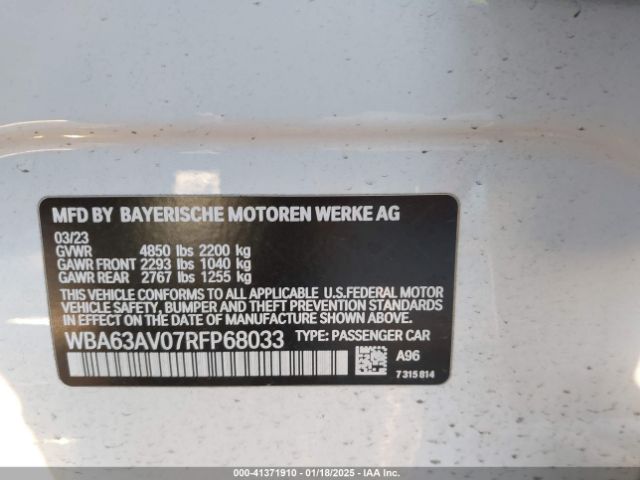 MFD BY BAYERISCHE MOTOREN WERKE AG
03/23
GVWR 4850 lbs 2200 kg
GAWR FRONT 2293 lbs 1040 kg
GAWR REAR 2767 lbs 1255 kg
THIS VEHICLE CONFORMS TO ALL APPLICABLE U.S.FEDERAL MOTOR
VEHICLE SAFETY, BUMPER AND THEFT PREVENTION STANDARDS
IN EFFECT ON THE DATE OF MANUFACTURE SHOWN ABOVE.
WBA63AV07RFP68033 TYPE: PASSENGER CAR
A96
7315814
000-41371910 - 01/18/2025 - IAA Inc.